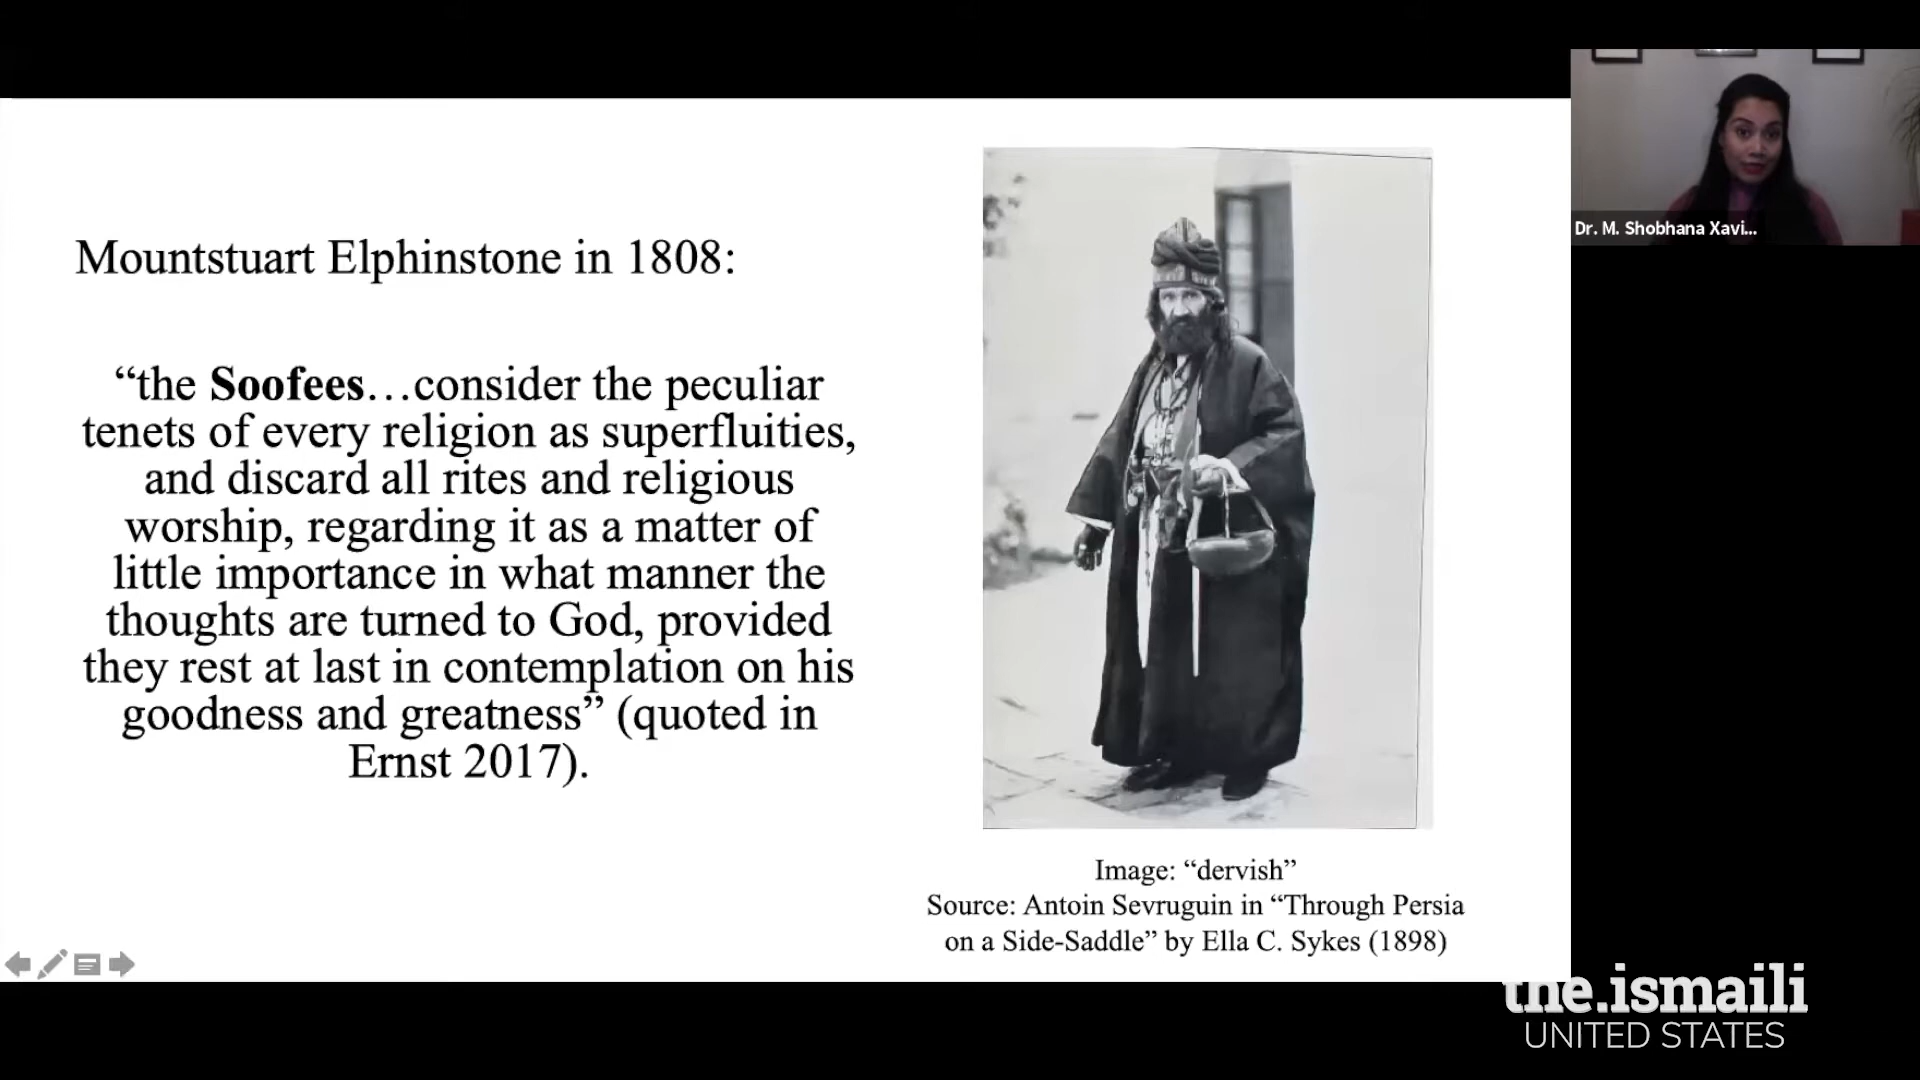 Mountstuart Elphinstone in 1808:
“the Soofees…consider the peculiar
tenets of every religion as superfluities,
and discard all rites and religious
worship, regarding it as a matter of
little importance in what manner the
thoughts are turned to God, provided
they rest at last in contemplation on his
goodness and greatness” (quoted in
Ernst 2017).
Image: “dervish”
Source: Antoin Sevruguin in “Through Persia
on a Side-Saddle” by Ella C. Sykes (1898)
Dr. M. Shobhana Xavi...
the.ismaili
UNITED STATES